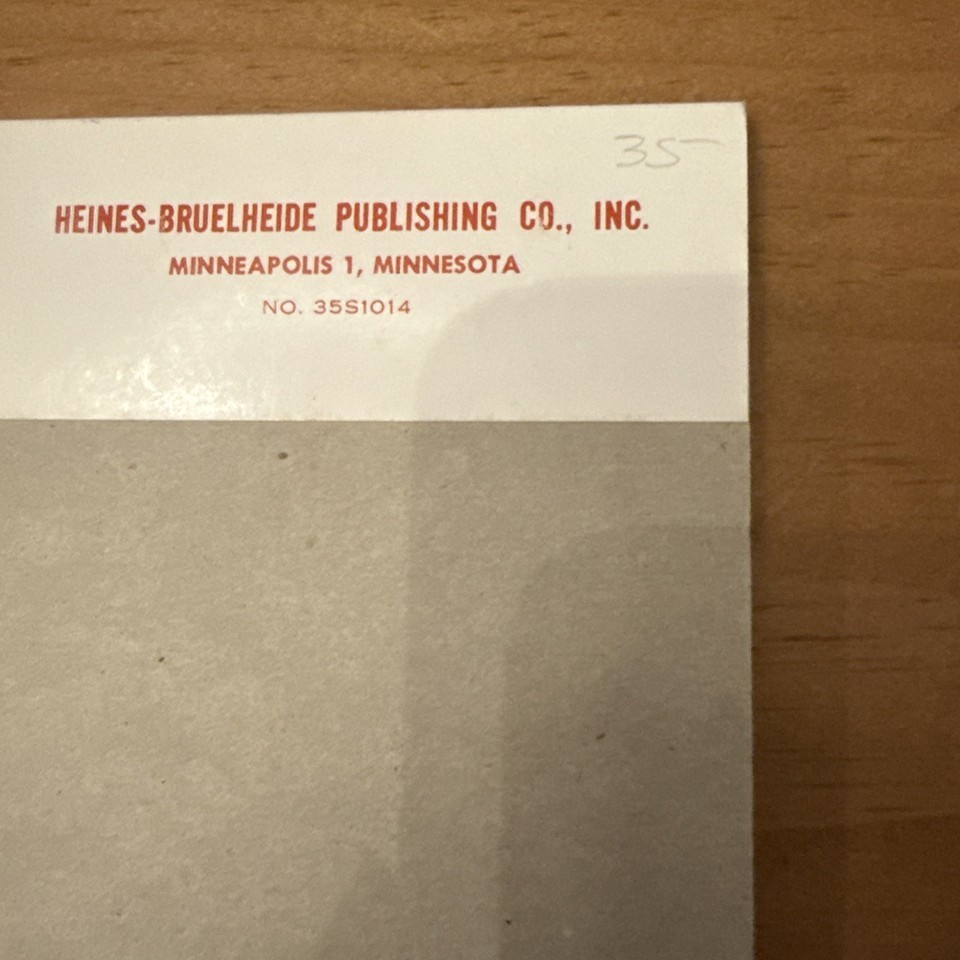 35-
HEINES-BRUELHEIDE PUBLISHING CO., INC.
MINNEAPOLIS 1, MINNESOTA
NO. 35S1014